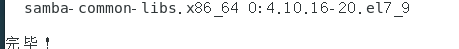 samba-common-libs.x86_64 0:4.10.16-20.el7_9
完毕！